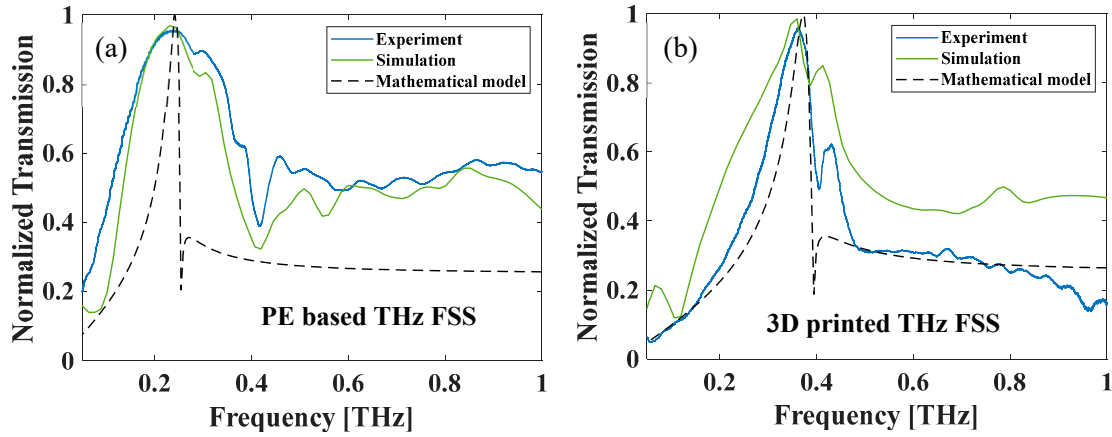 (a)
Experiment
Simulation
Mathematical model
Normalized Transmission
1
0.8
0.6
0.4
0.2
0
0.2
0.4
0.6
0.8
1
PE based THz FSS
Frequency [THz]
(b)
Experiment
Simulation
Mathematical model
Normalized Transmission
1
0.8
0.6
0.4
0.2
0
0.2
0.4
0.6
0.8
1
3D printed THz FSS
Frequency [THz]